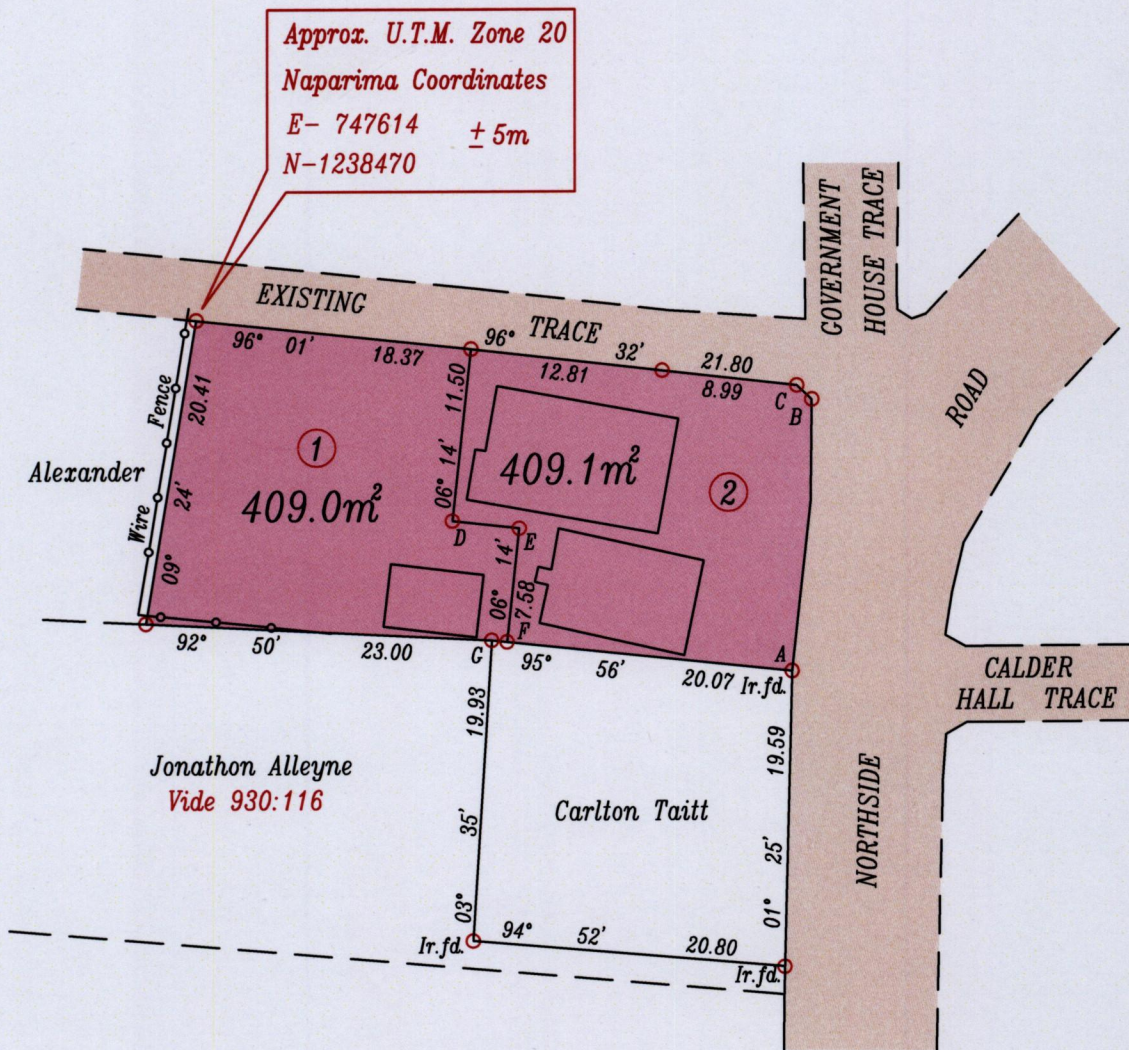 Approx. U.T.M. Zone 20
Naparima Coordinates
E- 747614 ± 5m
N-1238470
GOVERNMENT
HOUSE TRACE
EXISTING TRACE
96° 01' 18.37
96° 32' 21.80
12.81 8.99
C
B
ROAD
Fence
20.41
11.50
Alexander
1
409.0m²
409.1m²
2
Wire
24'
09°
14'
06°
D
E
14'
7.58
06°
F
92° 50' 23.00
G
95° 56' 20.07
A
Ir.fd.
CALDER
HALL TRACE
19.93
35'
03°
19.59
25'
01°
Jonathon Alleyne
Vide 930:116
Carlton Taitt
NORTHSIDE
94° 52' 20.80
Ir.fd.
Ir.fd.